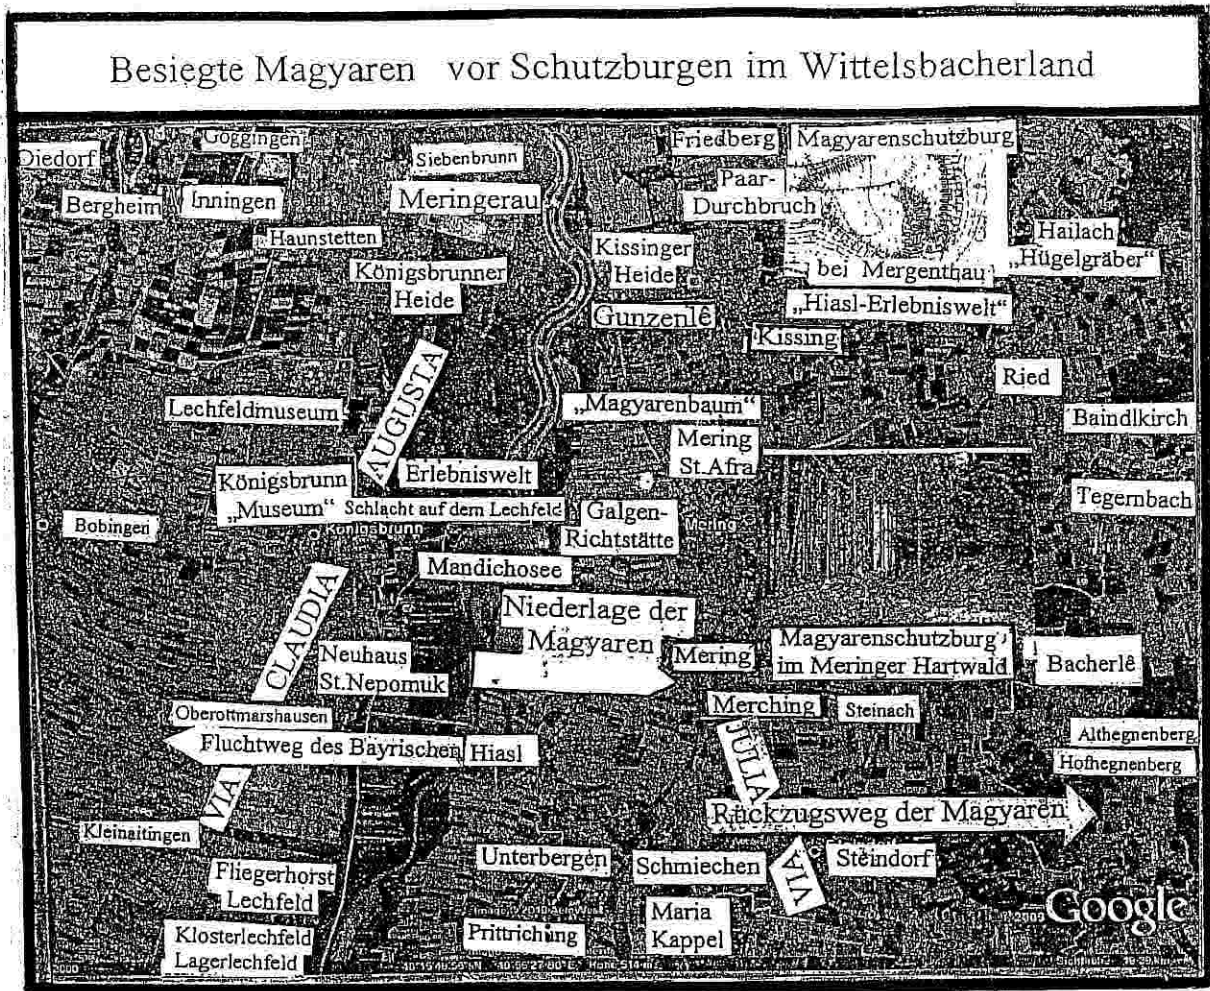 Besiegte Magyaren vor Schutzburgen im Wittelsbacherland
Diedorf
Göggingen
Siebenbrunn
Friedberg
Magyarenschutzburg
Bergheim
Inningen
Meringerau
Paar-
Durchbruch
Haunstetten
Kissinger
Heide
Hailach
„Hügelgräber“
Königsbrunner
Heide
bei Mergenthau
Gunzenlê
„Hiasl-Erlebniswelt“
Kissing
Ried
AUGUSTA
Lechfeldmuseum
„Magyarenbaum“
Baindlkirch
Mering
St.Afra
Königsbrunn
„Museum“
Erlebniswelt
Schlacht auf dem Lechfeld
Galgen-
Richtstätte
Mering
Tegernbach
Bobingen
Königsbrunn
Mandichosee
CLAUDIA
Niederlage der
Magyaren
Neuhaus
St.Nepomuk
Mering
Magyarenschutzburg
im Meringer Hartwald
Bacherlê
Merching
Steinach
Oberottmarshausen
Fluchtweg des Bayrischen Hiasl
JULIA
Althegnenberg
Hofhegnenberg
VIA
Rückzugsweg der Magyaren
Kleinaitingen
Unterbergen
Schmiechen
VIA
Steindorf
Fliegerhorst
Lechfeld
Maria
Kappel
Google
Klosterlechfeld
Lagerlechfeld
Prittriching